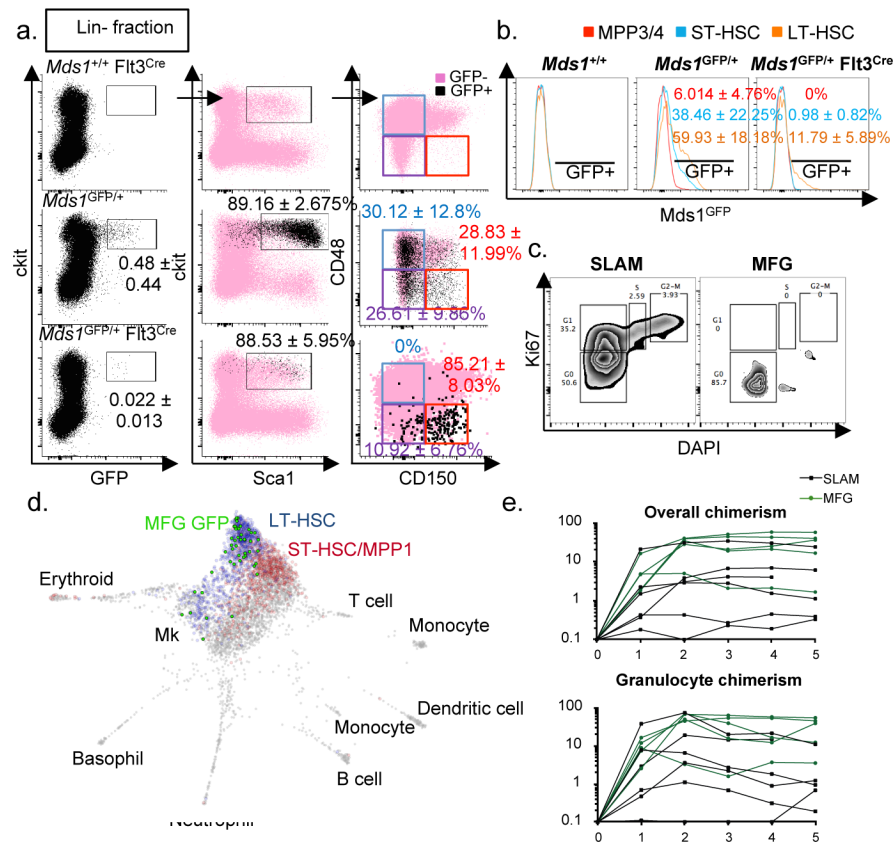 a.
Lin- fraction
Mds1+/+ Flt3Cre
GFP-
GFP+
Mds1GFP/+
89.16 ± 2.675%
30.12 ± 12.8%
28.83 ±
11.99%
ckit
ckit
CD48
0.48 ±
0.44
26.61 ± 9.86%
Mds1GFP/+ Flt3Cre
88.53 ± 5.95%
0%
85.21 ±
8.03%
0.022 ±
0.013
10.92 ± 6.76%
GFP
Sca1
CD150
b.
MPP3/4
ST-HSC
LT-HSC
Mds1+/+
Mds1GFP/+
Mds1GFP/+ Flt3Cre
6.014 ± 4.76%
0%
38.46 ± 22.25%
0.98 ± 0.82%
59.93 ± 18.18%
11.79 ± 5.89%
GFP+
GFP+
GFP+
Mds1GFP
c.
SLAM
MFG
Ki67
G1
35.2
S
2.59
G2-M
3.93
G0
50.6
G1
0
S
0
G2-M
0
G0
85.7
DAPI
d.
MFG GFP
LT-HSC
ST-HSC/MPP1
Erythroid
Mk
T cell
Monocyte
Dendritic cell
Monocyte
B cell
Basophil
Neutrophil
e.
SLAM
MFG
Overall chimerism
100
10
1
0.1
0 1 2 3 4 5
Granulocyte chimerism
100
10
1
0.1
0 1 2 3 4 5